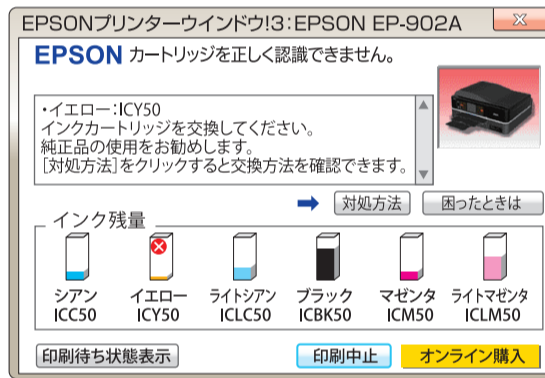 EPSONプリンターウインドウ!3:EPSON EP-902A
EPSON カートリッジを正しく認識できません。
・イエロー:ICY50
インクカートリッジを交換してください。
純正品の使用をお勧めします。
[対処方法]をクリックすると交換方法を確認できます。
対処方法 困ったときは
インク残量
シアン イエロー ライトシアン ブラック マゼンタ ライトマゼンタ
ICC50 ICY50 ICLC50 ICBK50 ICM50 ICLM50
印刷待ち状態表示 印刷中止 オンライン購入